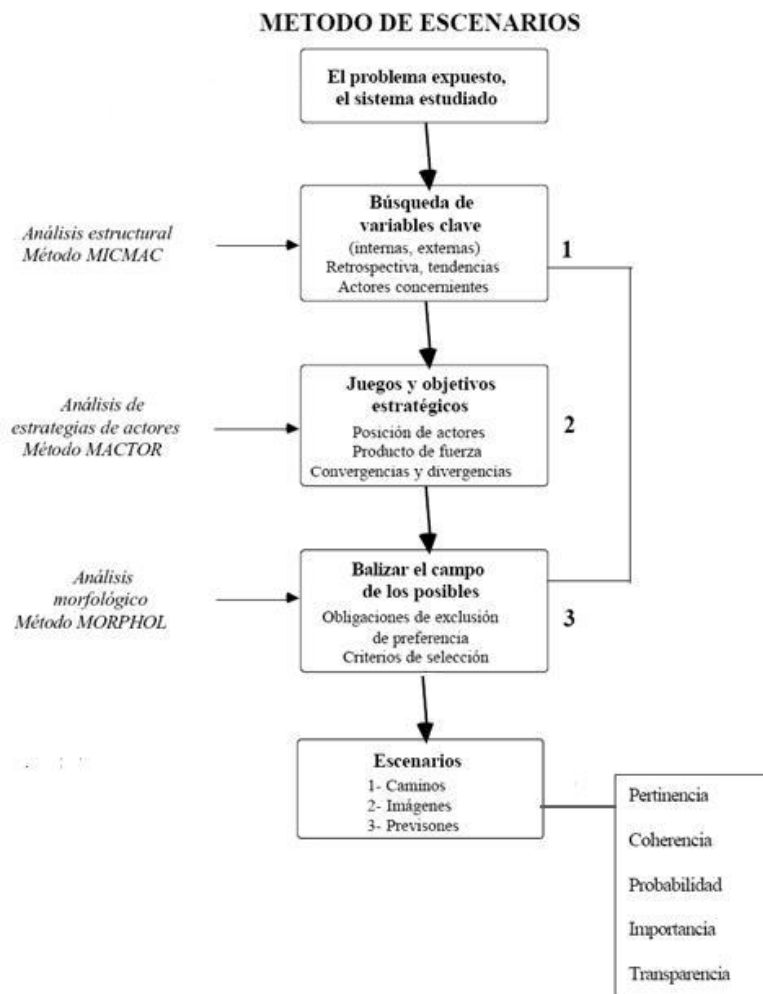 METODO DE ESCENARIOS
El problema expuesto,
el sistema estudiado
Análisis estructural
Método MICMAC
Búsqueda de
variables clave
(internas, externas)
Retrospectiva, tendencias
Actores concernientes
1
Análisis de
estrategias de actores
Método MACTOR
Juegos y objetivos
estratégicos
Posición de actores
Producto de fuerza
Convergencias y divergencias
2
Análisis
morfológico
Método MORPHOL
Balizar el campo
de los posibles
Obligaciones de exclusión
de preferencia
Criterios de selección
3
Escenarios
1- Caminos
2- Imágenes
3- Previsones
Pertinencia
Coherencia
Probabilidad
Importancia
Transparencia